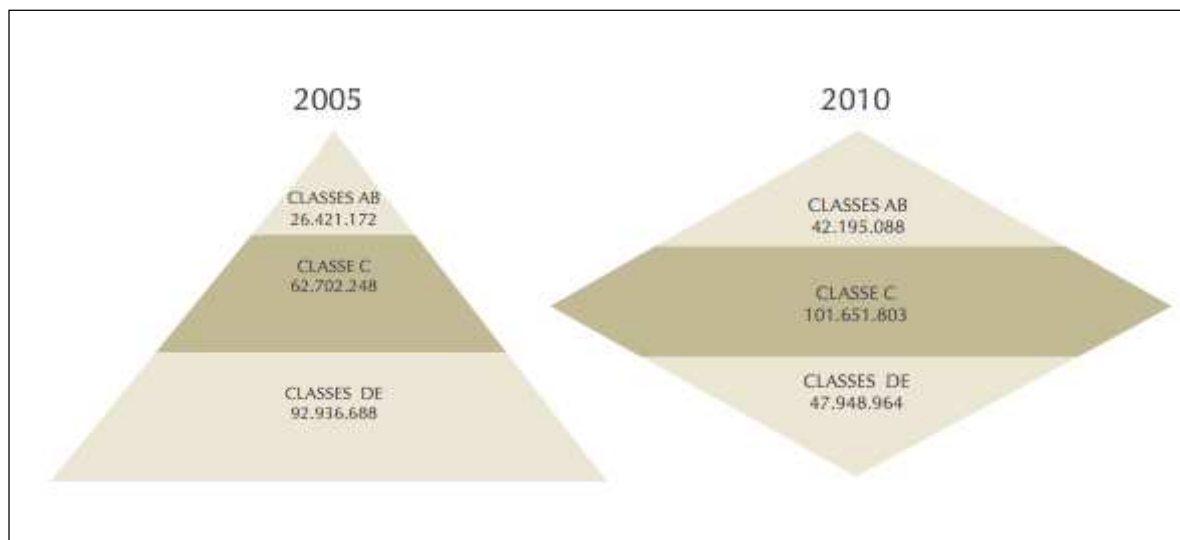 2005
CLASSES AB
26.421.172
CLASSE C
62.702.248
CLASSES DE
92.936.688
2010
CLASSES AB
42.195.088
CLASSE C
101.651.803
CLASSES DE
47.948.964